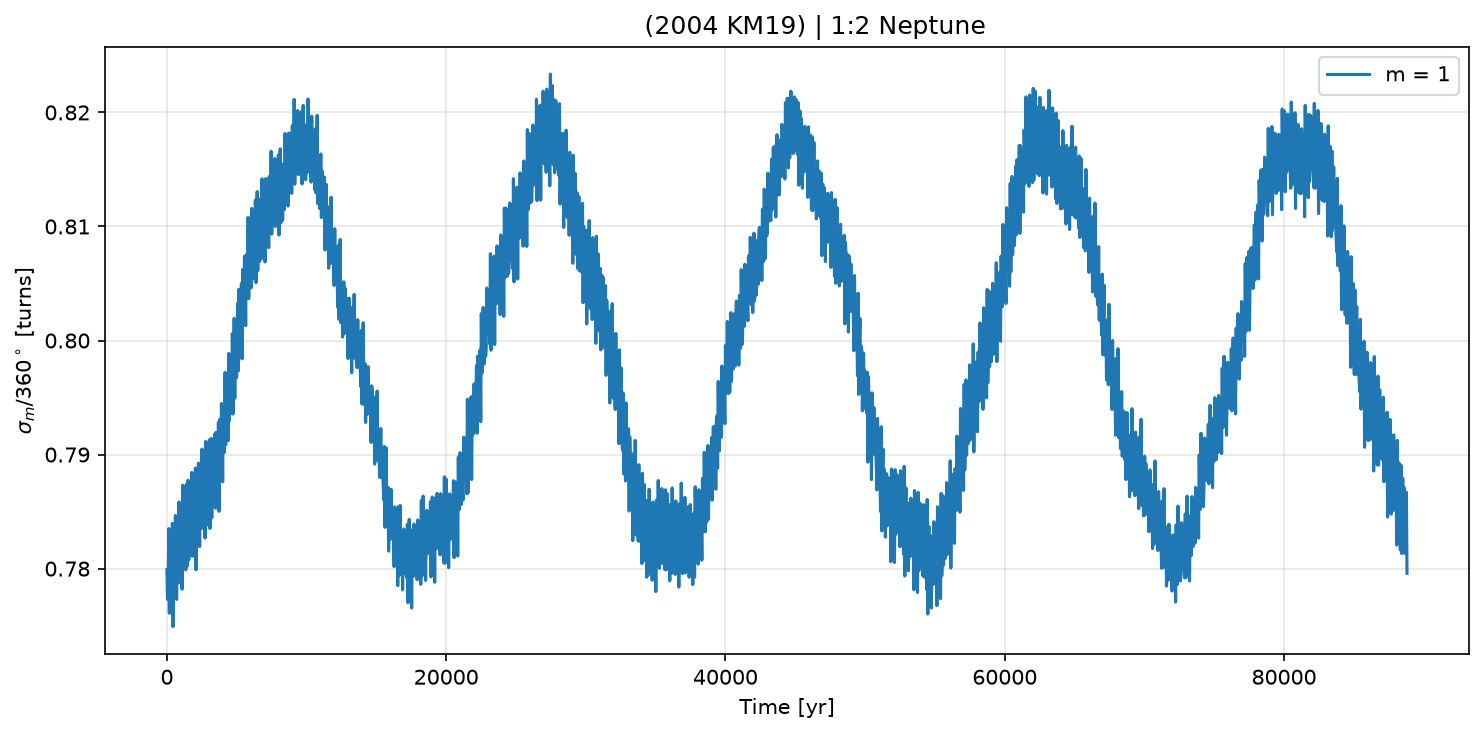 (2004 KM19) | 1:2 Neptune
m = 1
0.82
0.81
0.80
0.79
0.78
σₘ/360° [turns]
0
20000
40000
60000
80000
Time [yr]